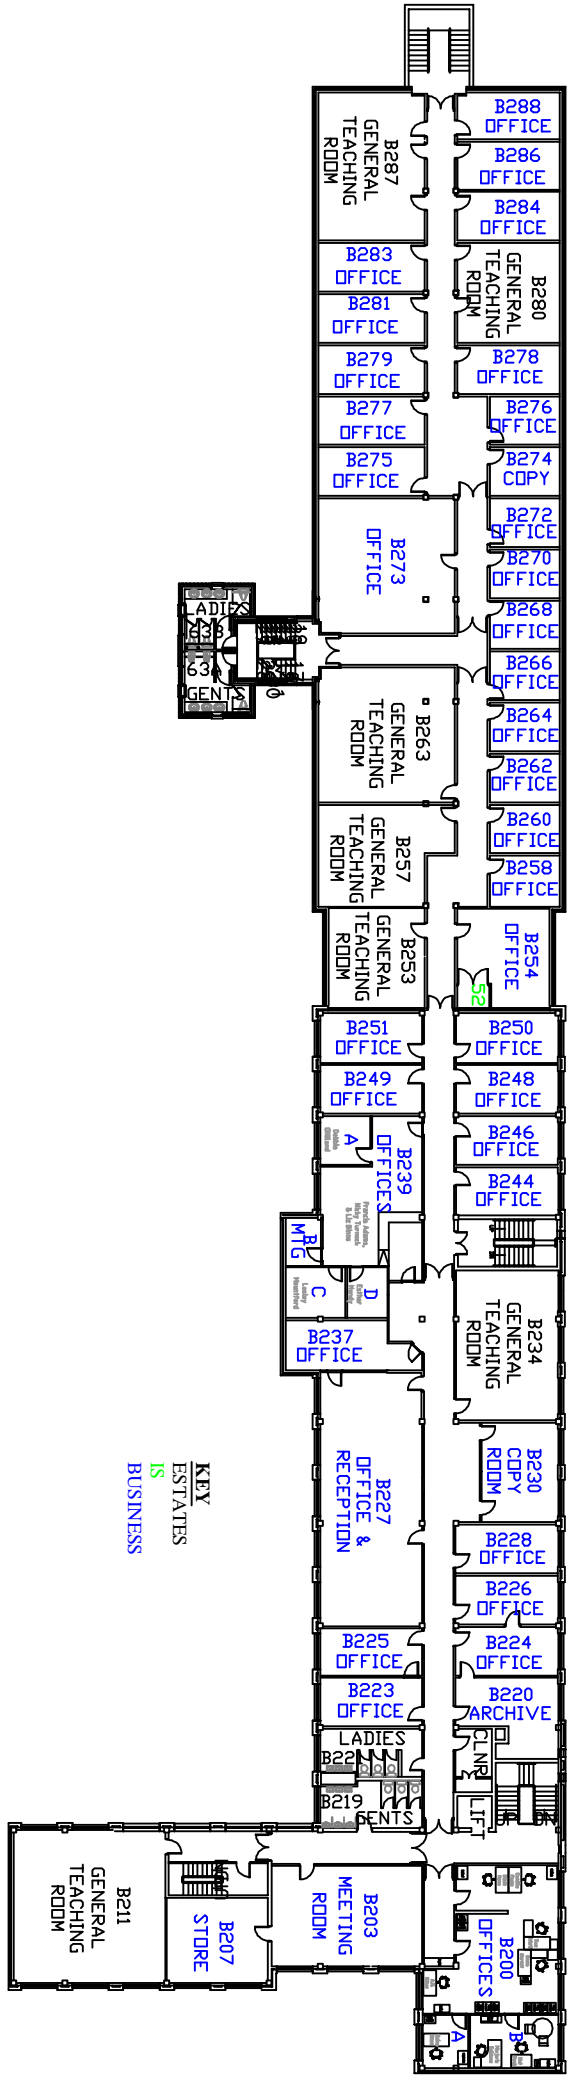 B288
OFFICE
B286
OFFICE
B284
OFFICE
B287
GENERAL
TEACHING
ROOM
B283
OFFICE
B280
GENERAL
TEACHING
ROOM
B281
OFFICE
B279
OFFICE
B278
OFFICE
B277
OFFICE
B276
OFFICE
B275
OFFICE
B274
COPY
B273
OFFICE
B272
OFFICE
B270
OFFICE
B268
OFFICE
LADIES
63B
63A
GENTS
B266
OFFICE
B264
OFFICE
B263
GENERAL
TEACHING
ROOM
B262
OFFICE
B260
OFFICE
B257
GENERAL
TEACHING
ROOM
B258
OFFICE
B253
GENERAL
TEACHING
ROOM
B254
OFFICE
52
B251
OFFICE
B250
OFFICE
B249
OFFICE
B248
OFFICE
B239
OFFICES
A
B246
OFFICE
B244
OFFICE
B
MTG
C
D
B237
OFFICE
B234
GENERAL
TEACHING
ROOM
B227
OFFICE &
RECEPTION
B230
COPY
ROOM
KEY
ESTATES
IS
BUSINESS
B228
OFFICE
B226
OFFICE
B225
OFFICE
B224
OFFICE
B223
OFFICE
B220
ARCHIVE
LADIES
B221
CLNR
B219
GENTS
LIFT
UP
DN
B211
GENERAL
TEACHING
ROOM
B207
STORE
B203
MEETING
ROOM
B200
OFFICES
A
B